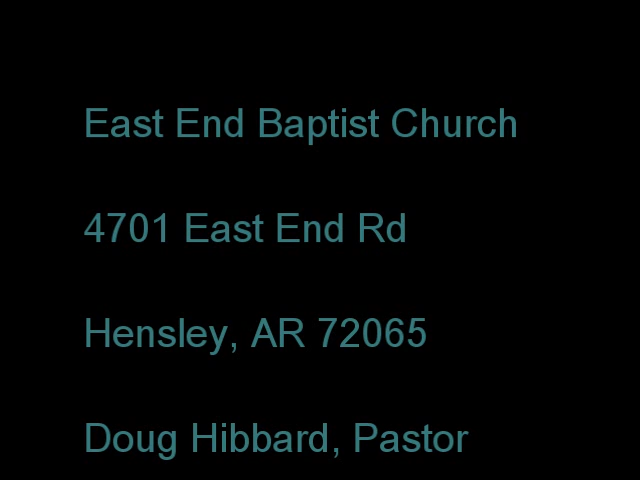 East End Baptist Church
4701 East End Rd
Hensley, AR 72065
Doug Hibbard, Pastor